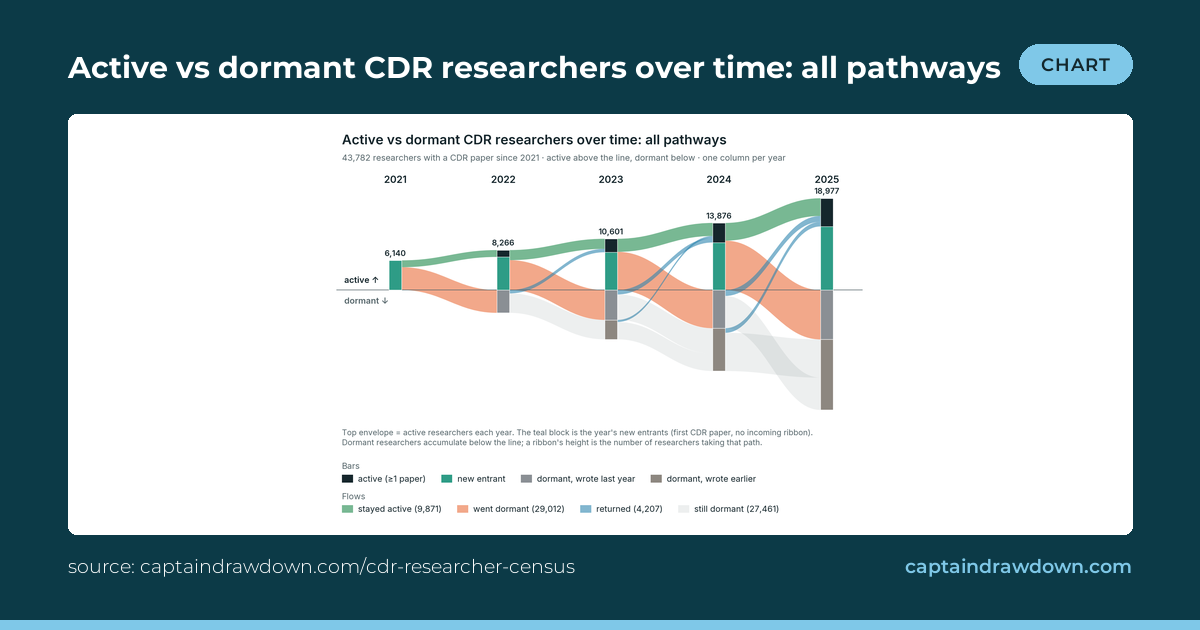 Active vs dormant CDR researchers over time: all pathways
CHART
Active vs dormant CDR researchers over time: all pathways
43,782 researchers with a CDR paper since 2021 · active above the line, dormant below · one column per year
2021 2022 2023 2024 2025
18,977
13,876
10,601
8,266
6,140
active ↑
dormant ↓
Top envelope = active researchers each year. The teal block is the year's new entrants (first CDR paper, no incoming ribbon).
Dormant researchers accumulate below the line; a ribbon's height is the number of researchers taking that path.
Bars
active (≥1 paper) new entrant dormant, wrote last year dormant, wrote earlier
Flows
stayed active (9,871) went dormant (29,012) returned (4,207) still dormant (27,461)
source: captaindrawdown.com/cdr-researcher-census
captaindrawdown.com